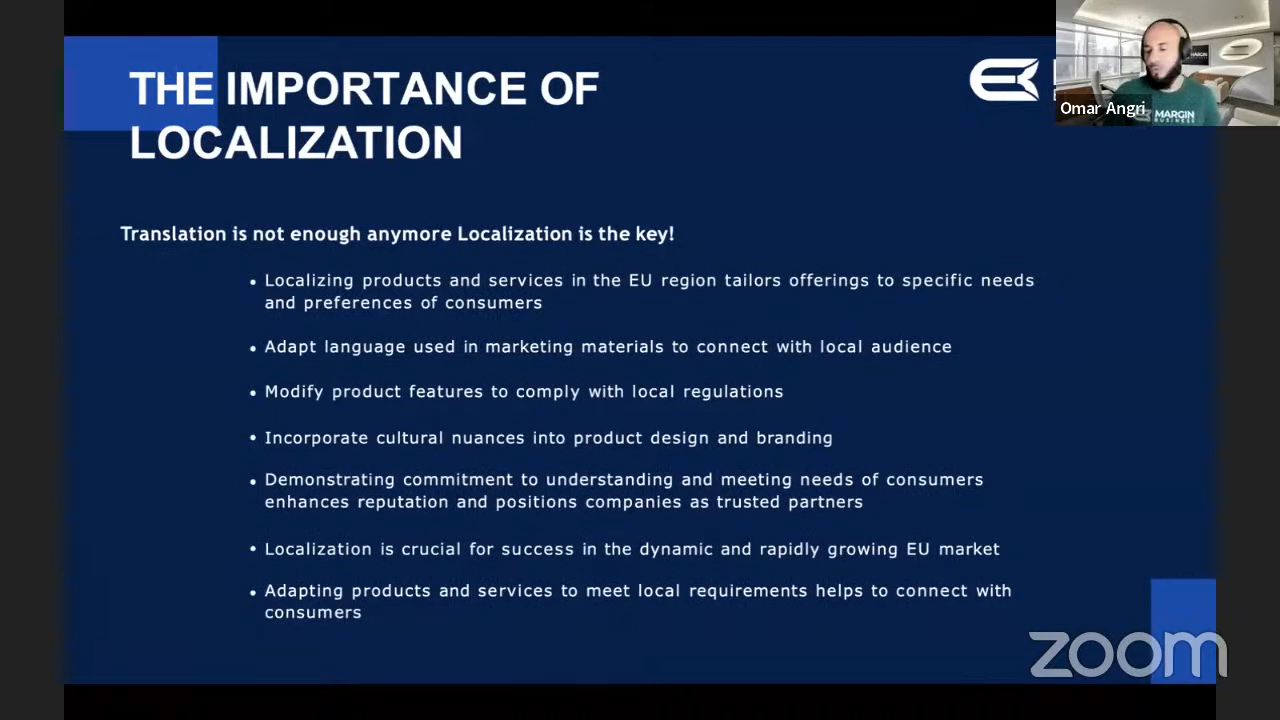 THE IMPORTANCE OF
LOCALIZATION
Omar Angri
MARGIN
BUSINESS
Translation is not enough anymore Localization is the key!
• Localizing products and services in the EU region tailors offerings to specific needs
and preferences of consumers
• Adapt language used in marketing materials to connect with local audience
• Modify product features to comply with local regulations
• Incorporate cultural nuances into product design and branding
• Demonstrating commitment to understanding and meeting needs of consumers
enhances reputation and positions companies as trusted partners
• Localization is crucial for success in the dynamic and rapidly growing EU market
• Adapting products and services to meet local requirements helps to connect with
consumers
zoom